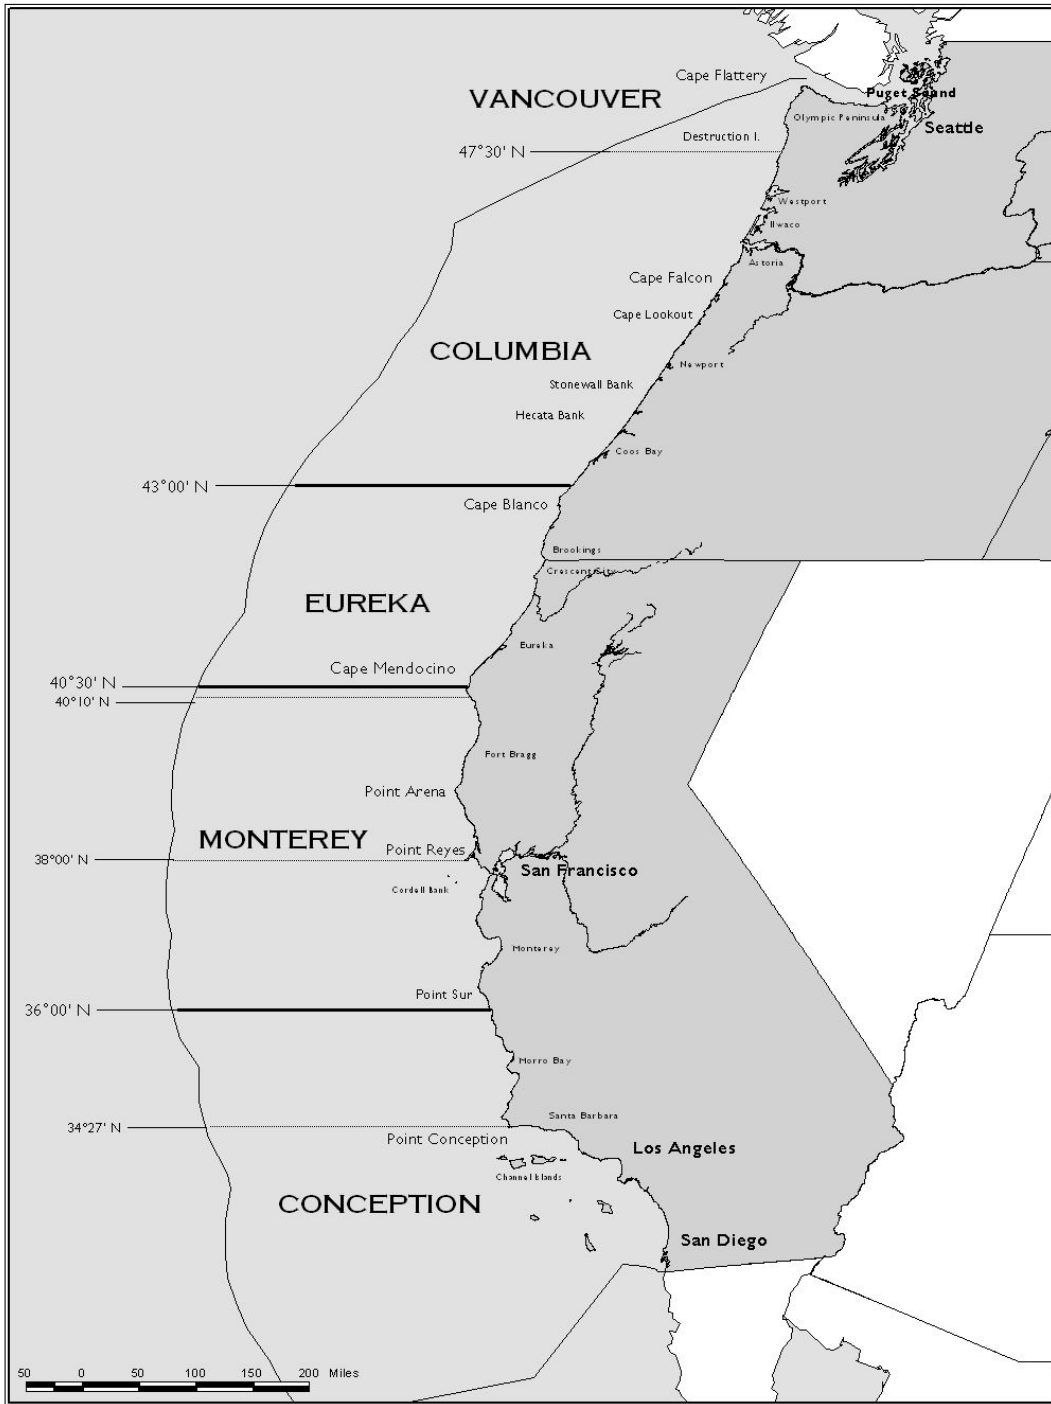 Cape Flattery
VANCOUVER
Puget Sound
Olympic Peninsula
Seattle
Destruction I.
47°30' N
Westport
Ilwaco
Astoria
Cape Falcon
Cape Lookout
COLUMBIA
Newport
Stonewall Bank
Hecata Bank
Coos Bay
43°00' N
Cape Blanco
Brookings
Crescent City
EUREKA
Eureka
Cape Mendocino
40°30' N
40°10' N
Fort Bragg
Point Arena
MONTEREY
Point Reyes
38°00' N
San Francisco
Cordell Bank
Monterey
Point Sur
36°00' N
Morro Bay
Santa Barbara
34°27' N
Point Conception
Los Angeles
Channel Islands
CONCEPTION
San Diego
50 0 50 100 150 200 Miles